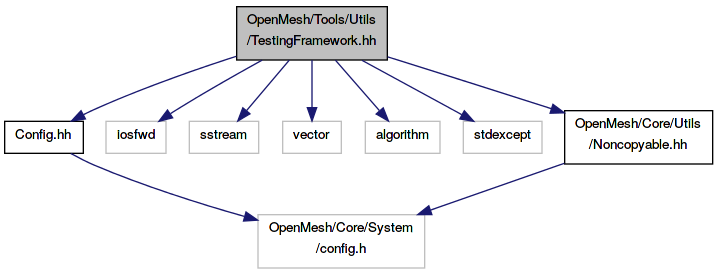 OpenMesh/Tools/Utils
/TestingFramework.hh
Config.hh
iosfwd
sstream
vector
algorithm
stdexcept
OpenMesh/Core/Utils
/Noncopyable.hh
OpenMesh/Core/System
/config.h